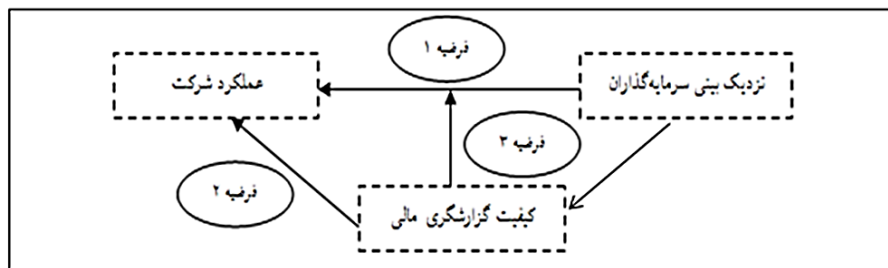 فرضیه ۱
نزدیک بینی سرمایه‌گذاران
عملکرد شرکت
فرضیه ۳
فرضیه ۲
کیفیت گزارشگری مالی